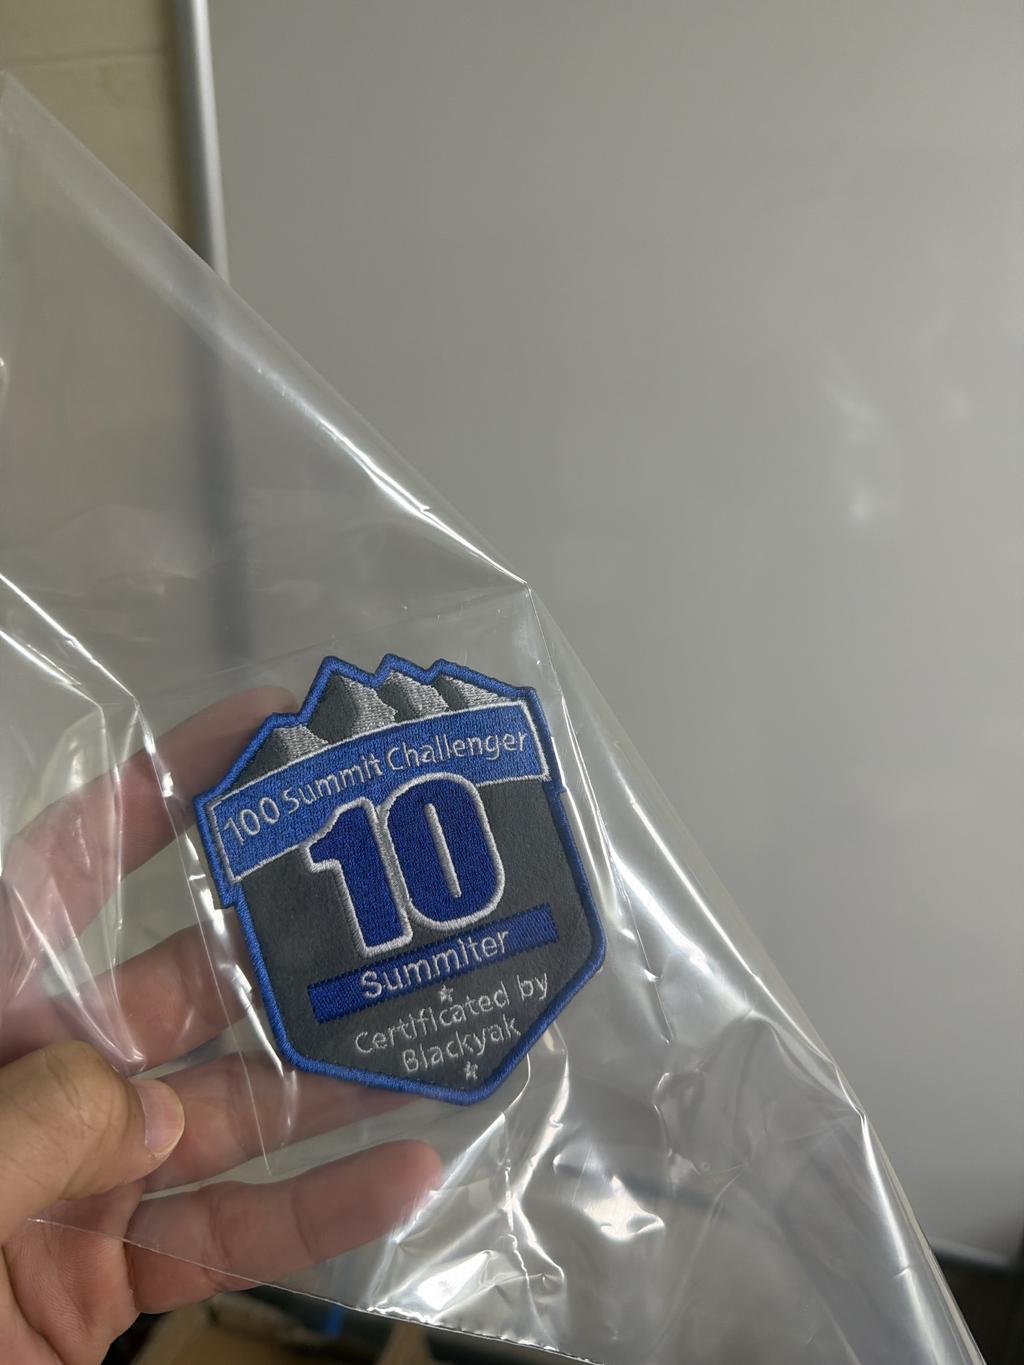 100 Summit Challenger
10
Summiter
Certificated by
Blackyak